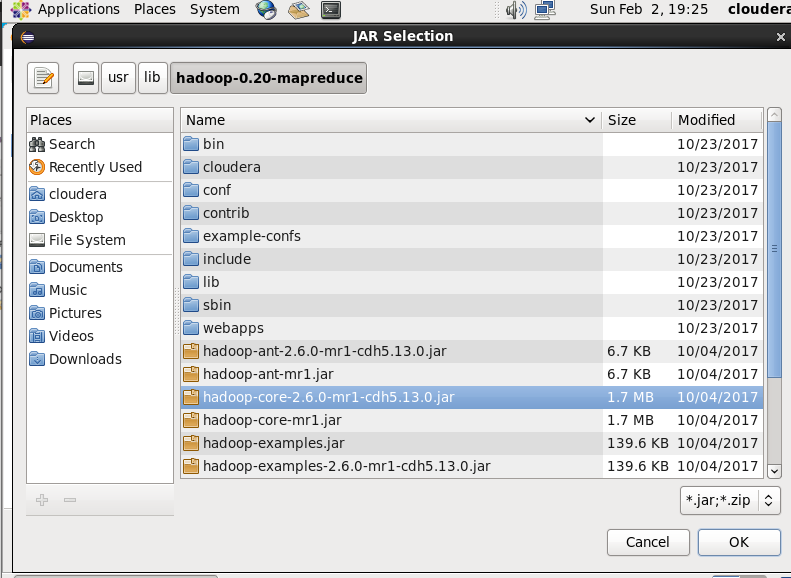 Applications Places System Sun Feb 2, 19:25 cloudera
JAR Selection
usr lib hadoop-0.20-mapreduce
Places
Search
Recently Used
cloudera
Desktop
File System
Documents
Music
Pictures
Videos
Downloads
Name Size Modified
bin 10/23/2017
cloudera 10/23/2017
conf 10/23/2017
contrib 10/23/2017
example-confs 10/23/2017
include 10/23/2017
lib 10/23/2017
sbin 10/23/2017
webapps 10/23/2017
hadoop-ant-2.6.0-mr1-cdh5.13.0.jar 6.7 KB 10/04/2017
hadoop-ant-mr1.jar 6.7 KB 10/04/2017
hadoop-core-2.6.0-mr1-cdh5.13.0.jar 1.7 MB 10/04/2017
hadoop-core-mr1.jar 1.7 MB 10/04/2017
hadoop-examples.jar 139.6 KB 10/04/2017
hadoop-examples-2.6.0-mr1-cdh5.13.0.jar 139.6 KB 10/04/2017
*.jar;*.zip
Cancel OK